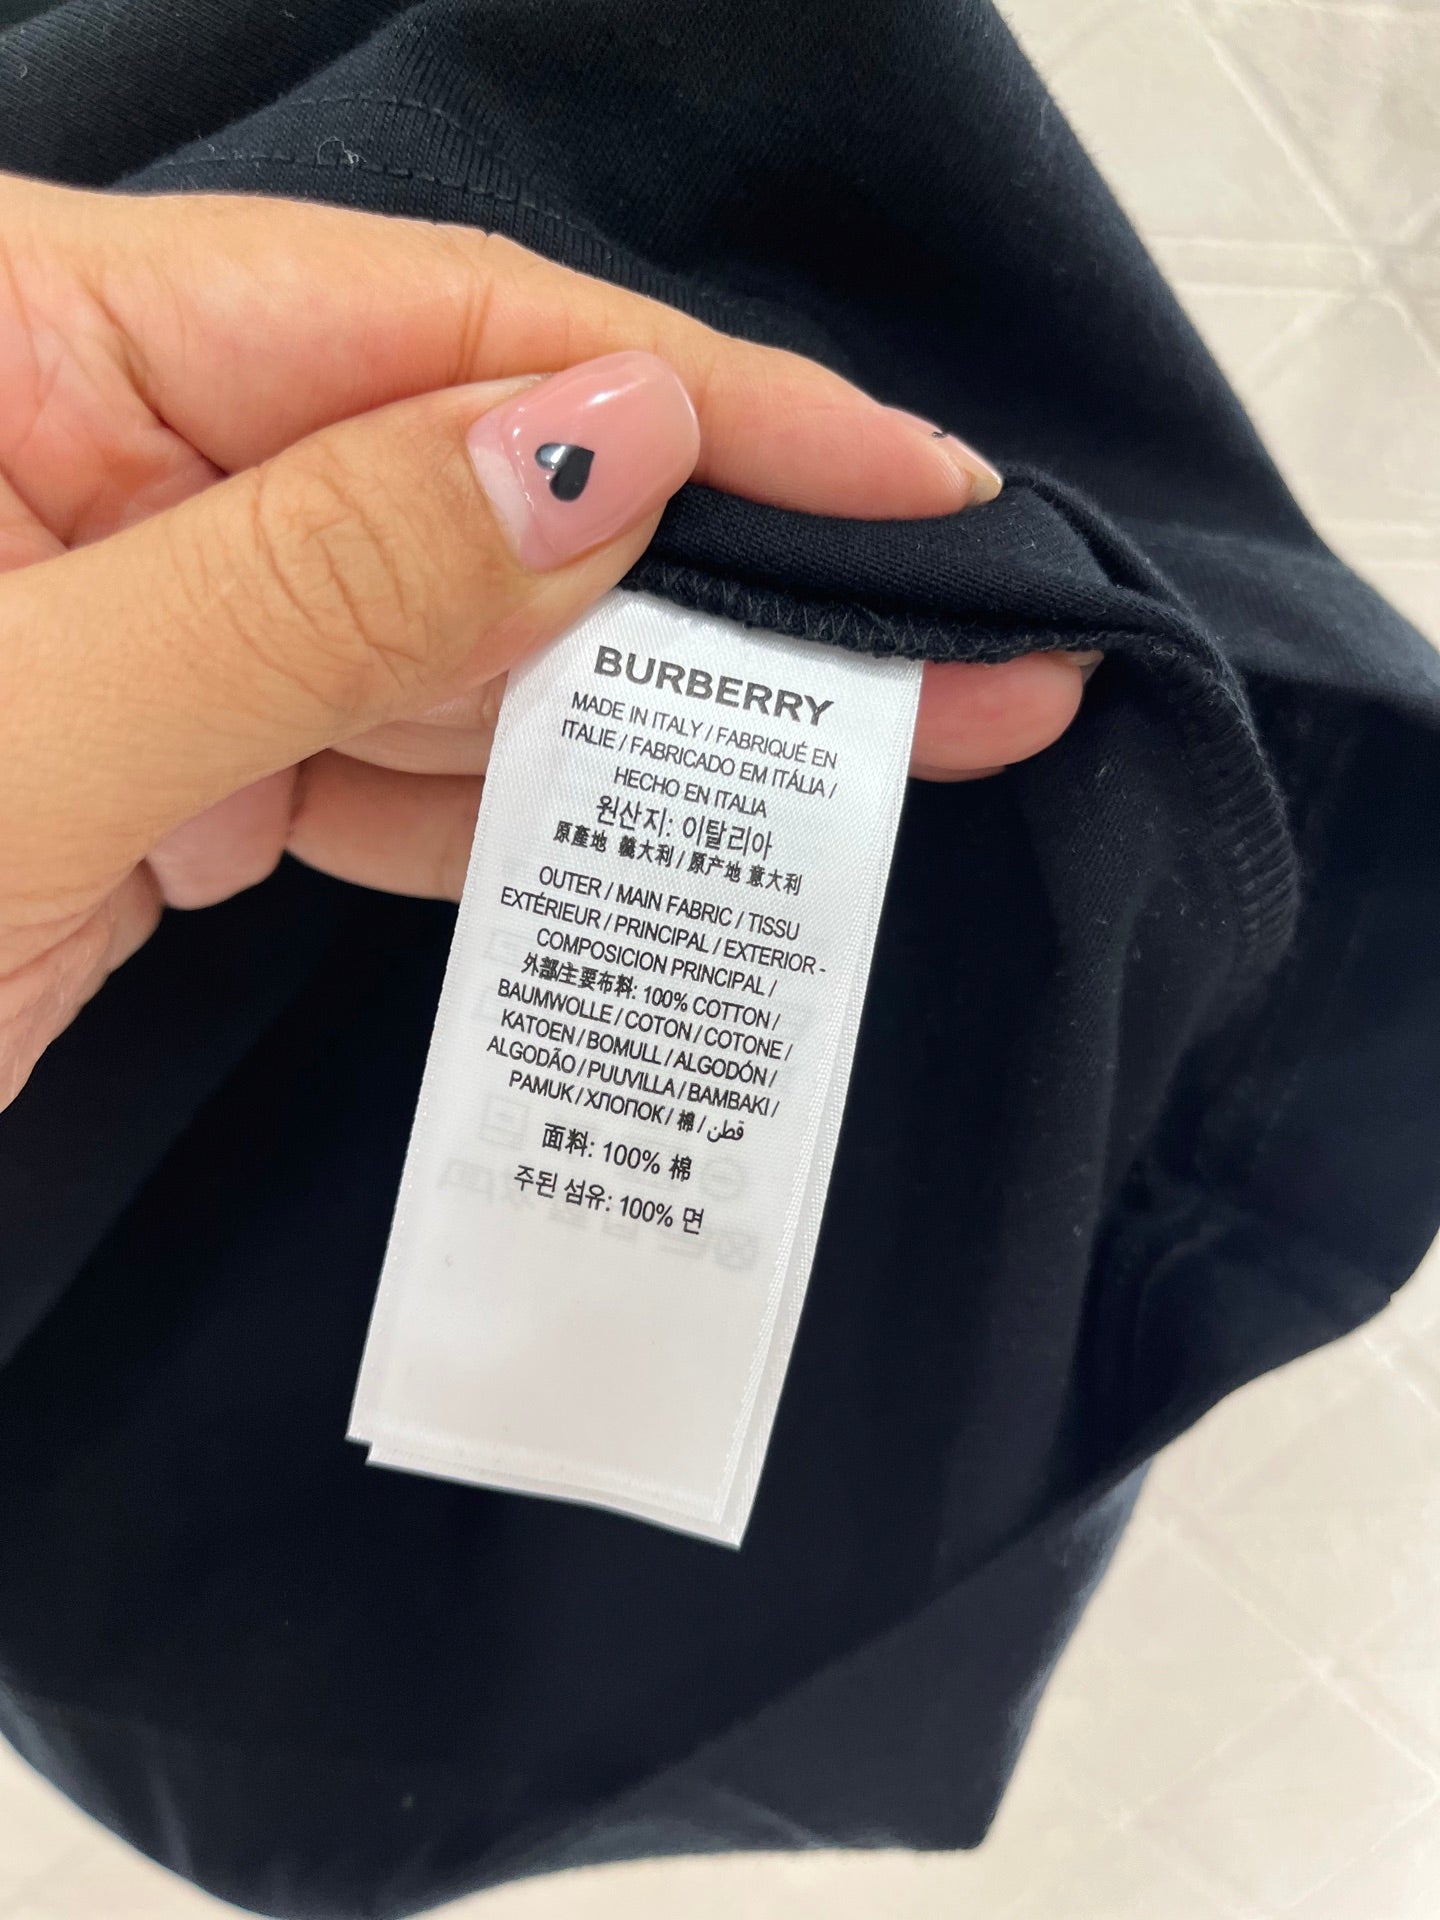 BURBERRY
MADE IN ITALY / FABRIQUÉ EN
ITALIE / FABRICADO EM ITÁLIA /
HECHO EN ITALIA
원산지: 이탈리아
原產地 義大利 / 原产地 意大利
OUTER / MAIN FABRIC / TISSU
EXTÉRIEUR / PRINCIPAL / EXTERIOR -
COMPOSICION PRINCIPAL /
外部/主要布料: 100% COTTON /
BAUMWOLLE / COTON / COTONE /
KATOEN / BOMULL / ALGODÓN /
ALGODÃO / PUUVILLA / BAMBAKI /
PAMUK / ХЛОПОК / 棉 / قطن
面料: 100% 棉
주된 섬유: 100% 면